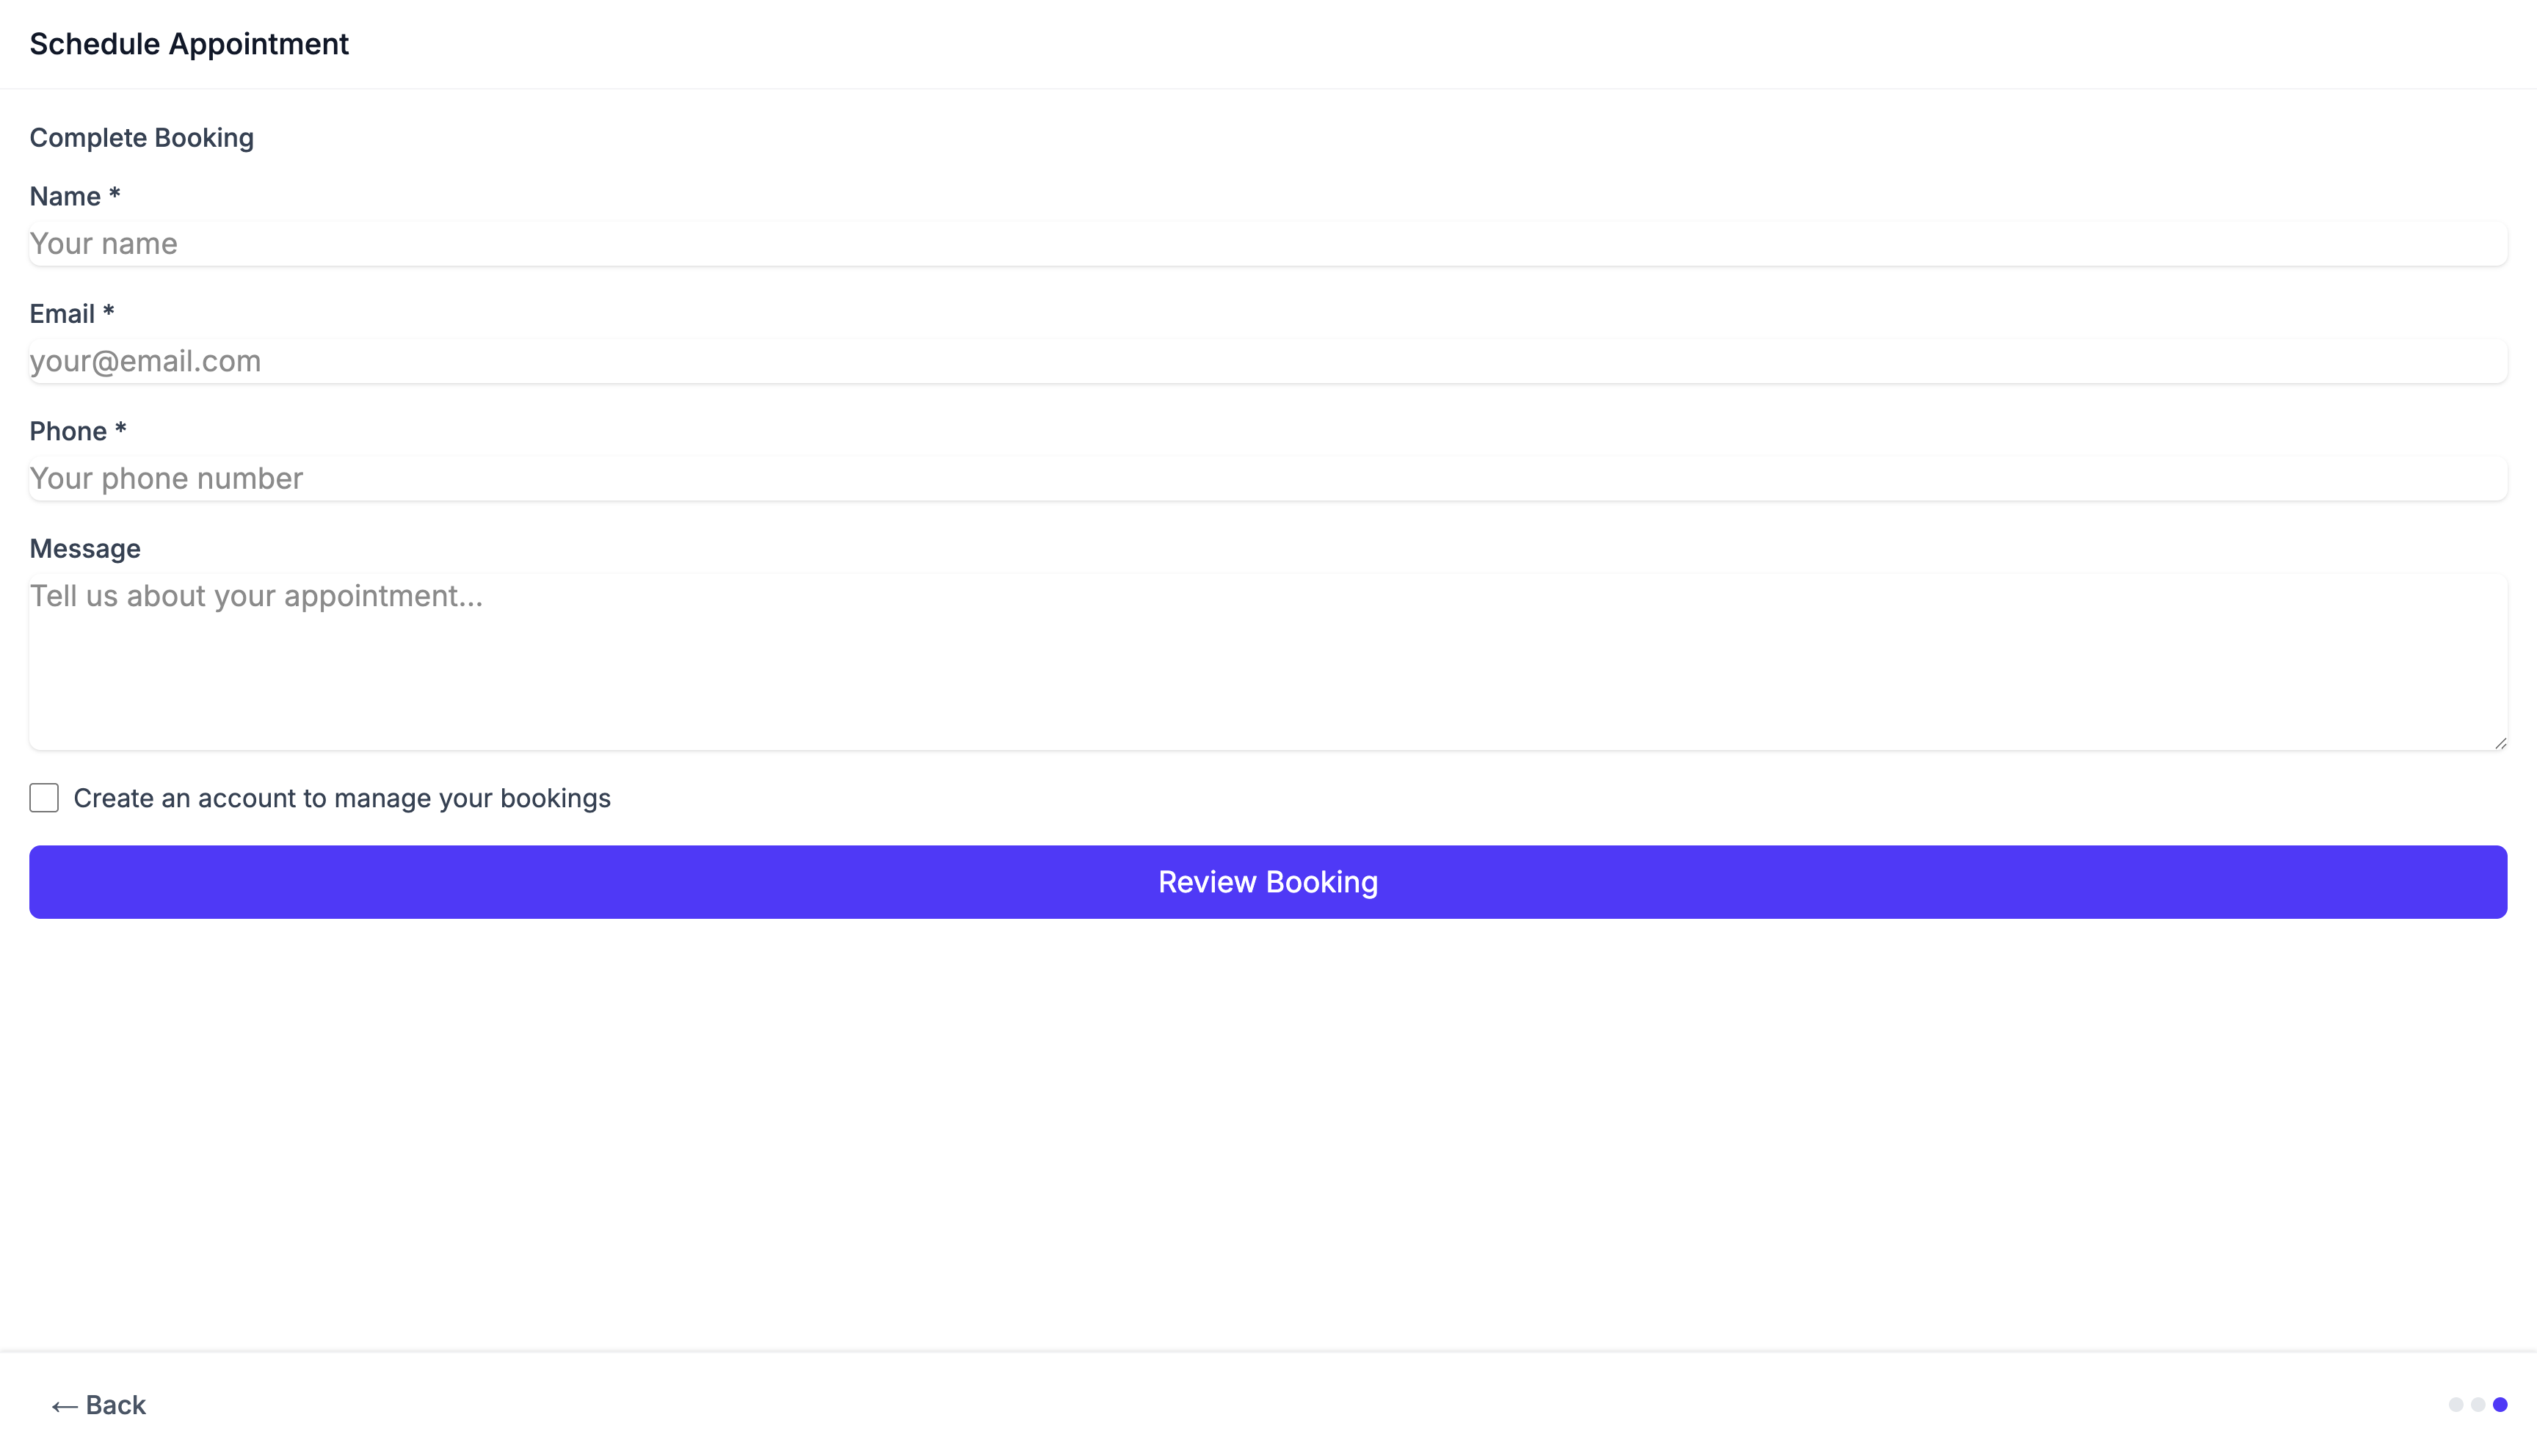 Schedule Appointment
Complete Booking
Name *
Your name
Email *
your@email.com
Phone *
Your phone number
Message
Tell us about your appointment...
Create an account to manage your bookings
Review Booking
← Back